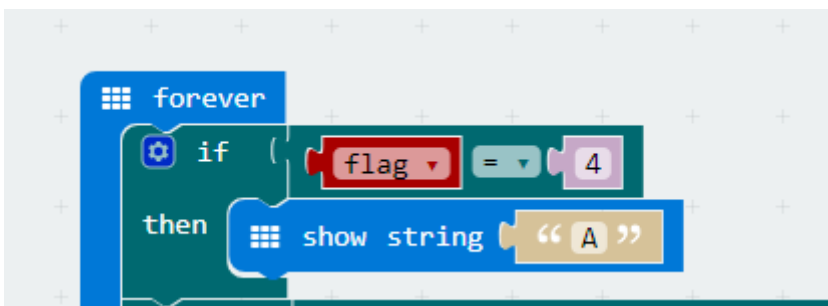 forever
if flag = 4
then show string “ A ”